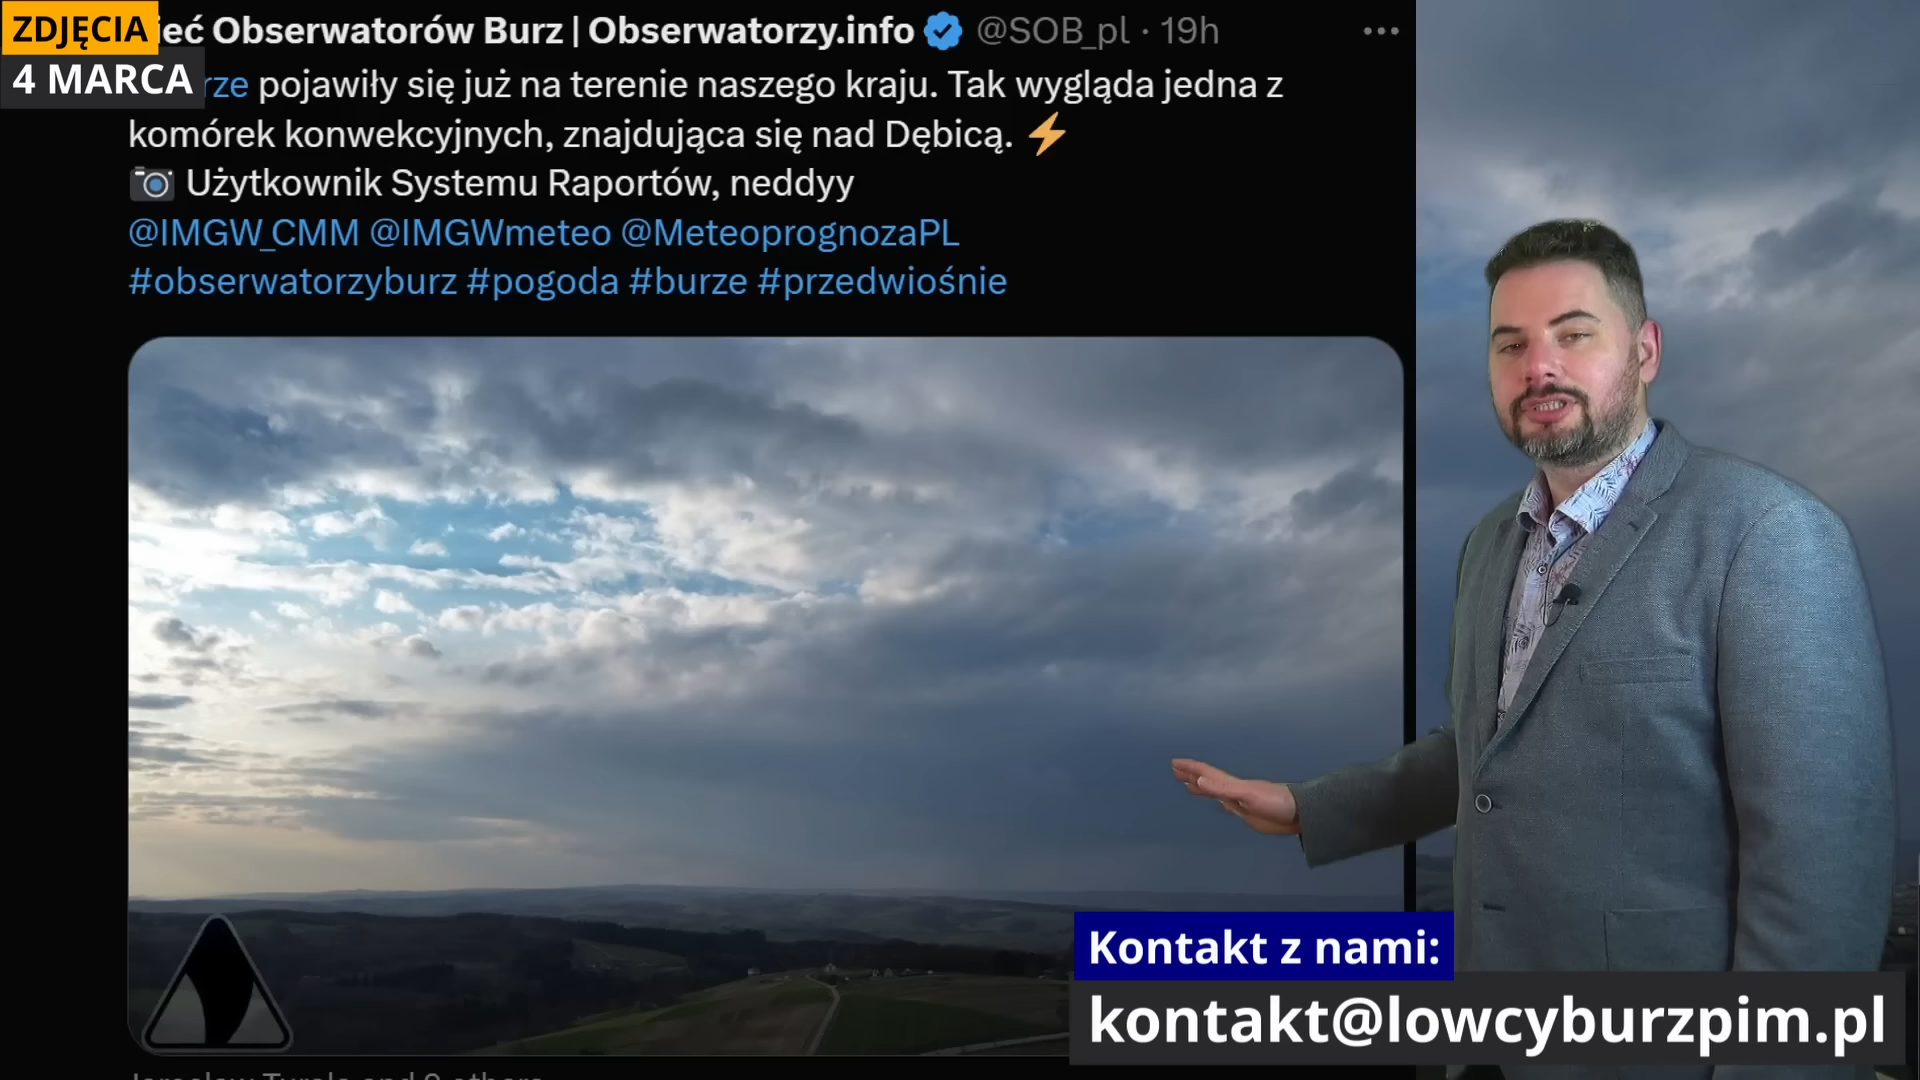 ZDJĘCIA
4 MARCA
ieć Obserwatorów Burz | Obserwatorzy.info @SOB_pl · 19h
rze pojawiły się już na terenie naszego kraju. Tak wygląda jedna z
komórek konwekcyjnych, znajdująca się nad Dębicą. ⚡
📷 Użytkownik Systemu Raportów, neddyy
@IMGW_CMM @IMGWmeteo @MeteoprognozaPL
#obserwatorzyburz #pogoda #burze #przedwiośnie
Kontakt z nami:
kontakt@lowcyburzpim.pl